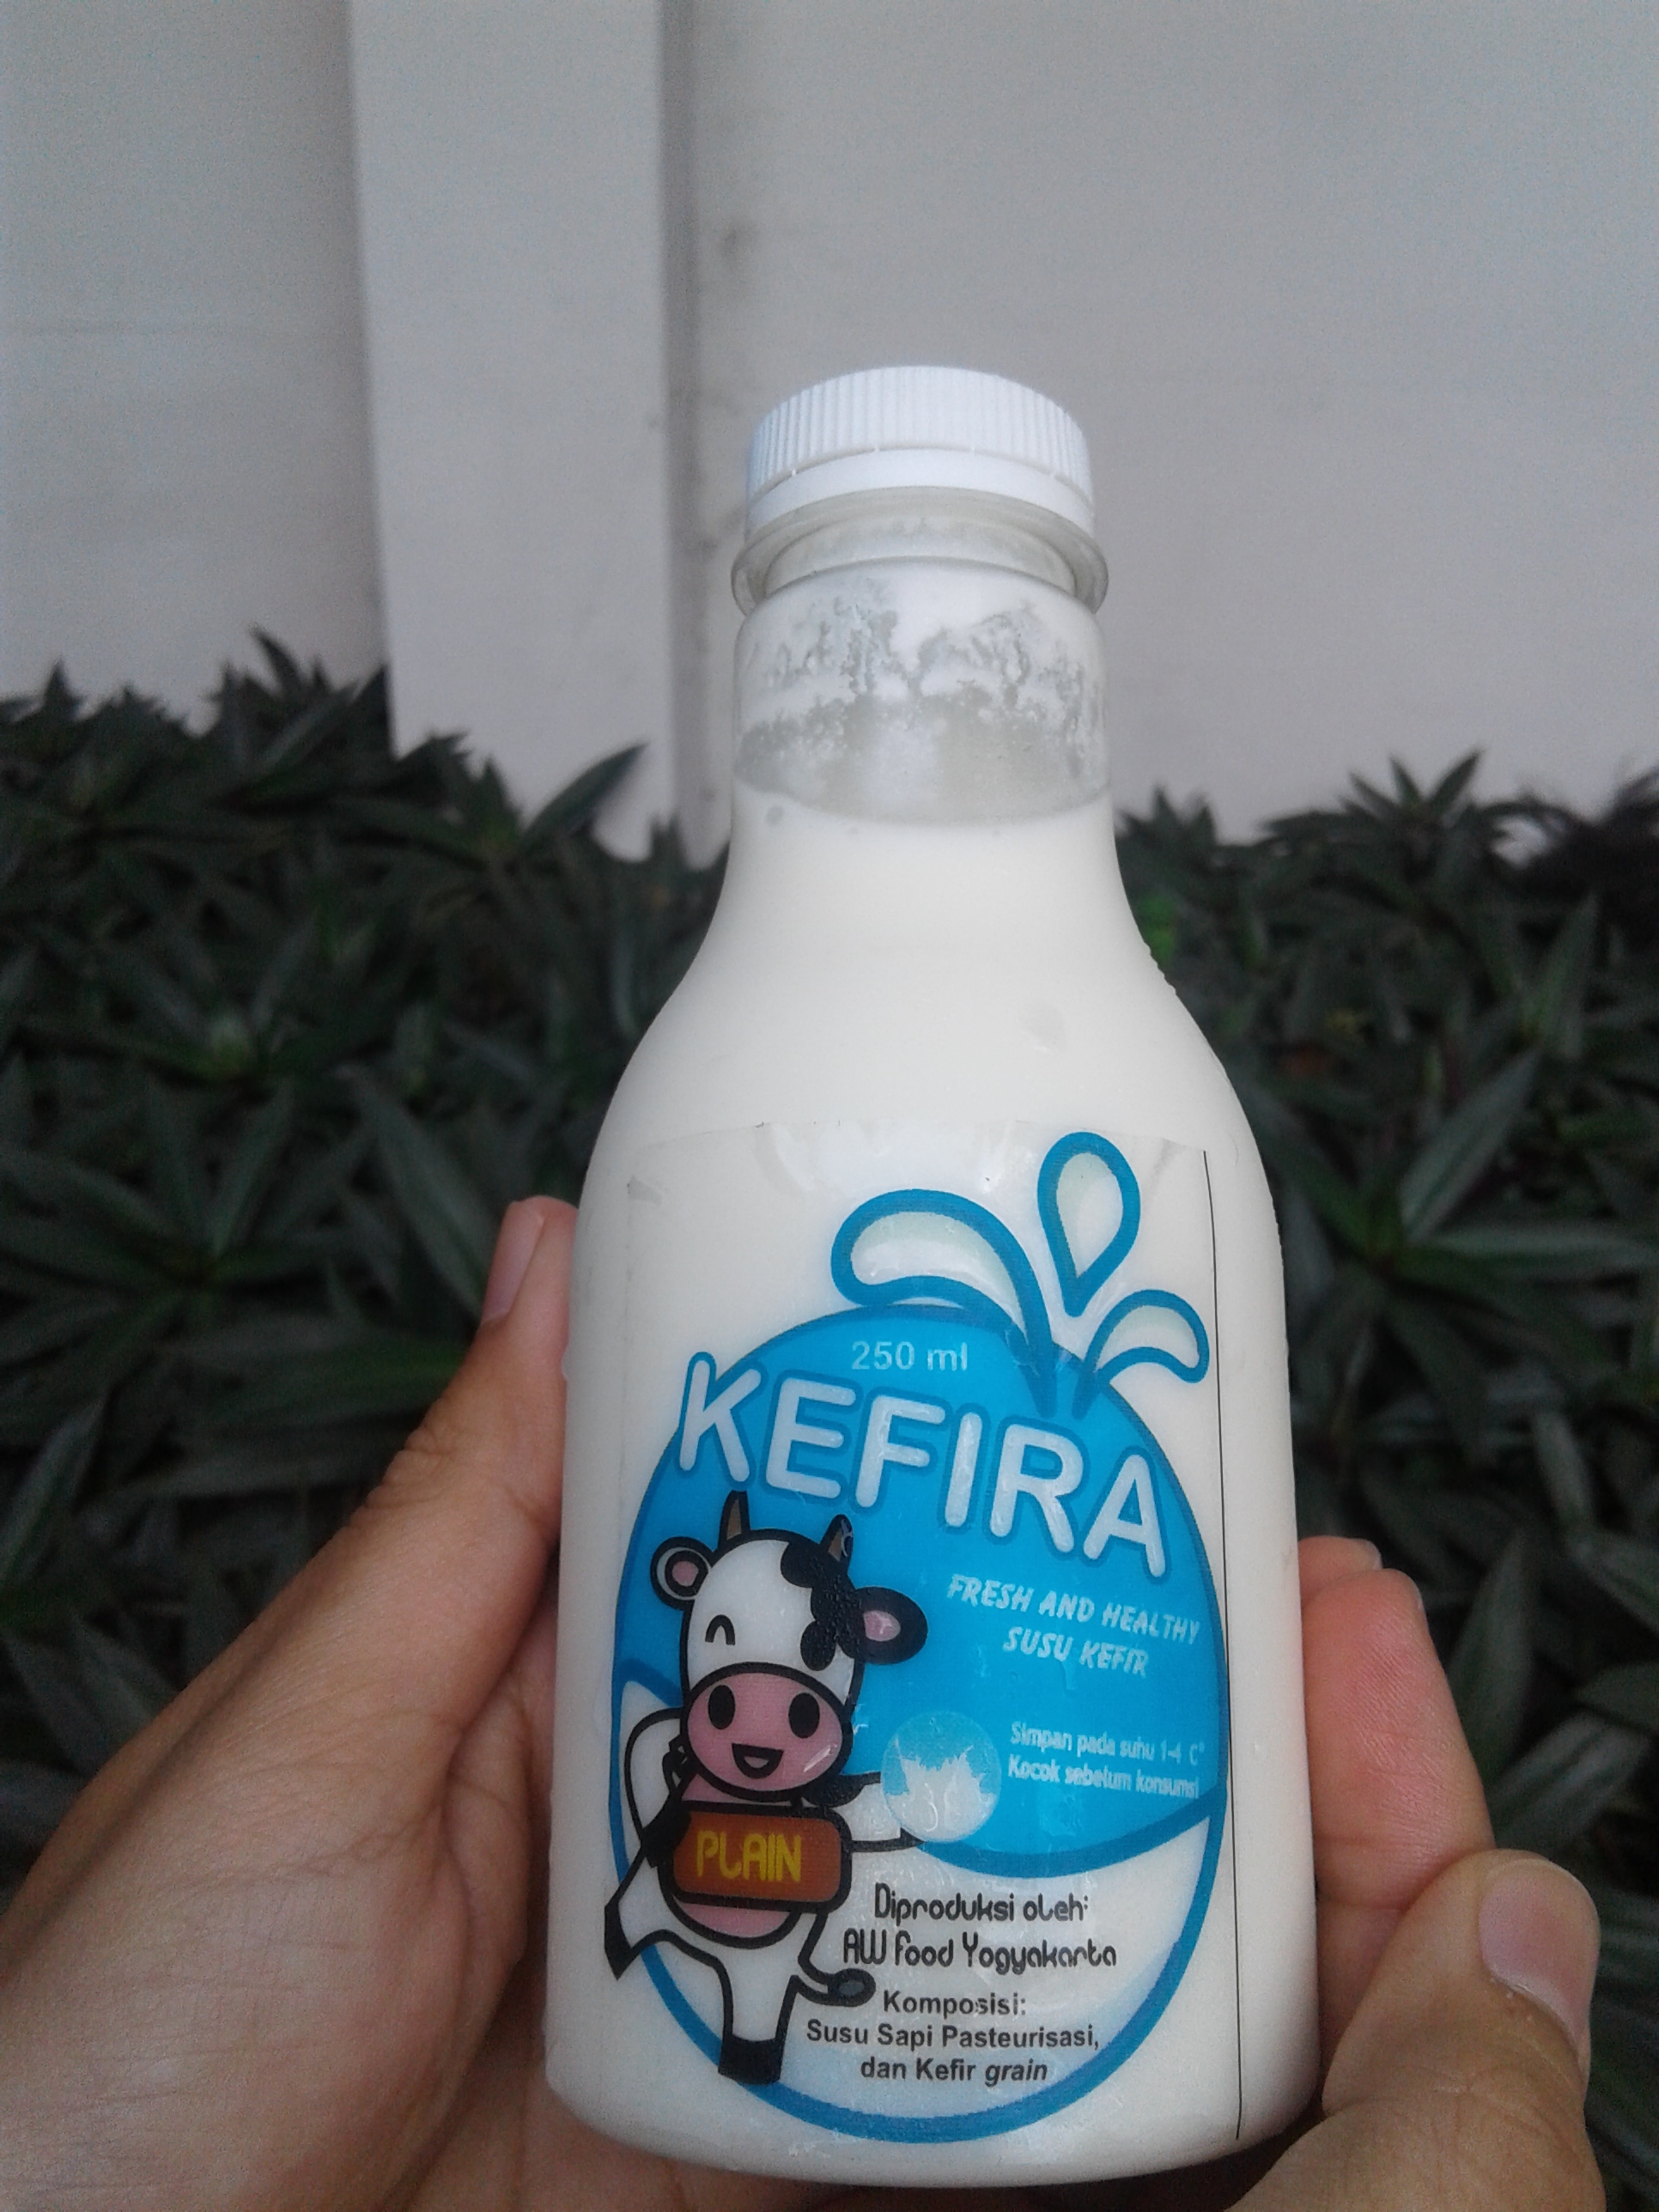 250 ml
KEFIRA
FRESH AND HEALTHY
SUSU KEFIR
Simpan pada suhu 1-4 C°
Kocok sebelum konsumsi
PLAIN
Diproduksi oleh:
AW Food Yogyakarta
Komposisi:
Susu Sapi Pasteurisasi,
dan Kefir grain